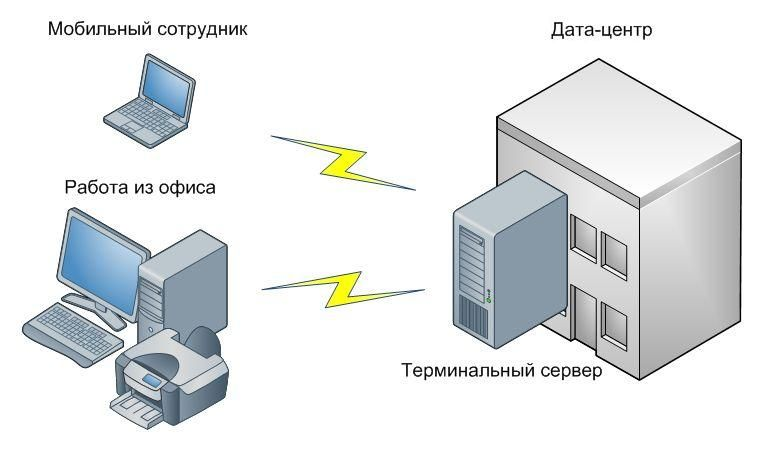 Мобильный сотрудник
Дата-центр
Работа из офиса
Терминальный сервер